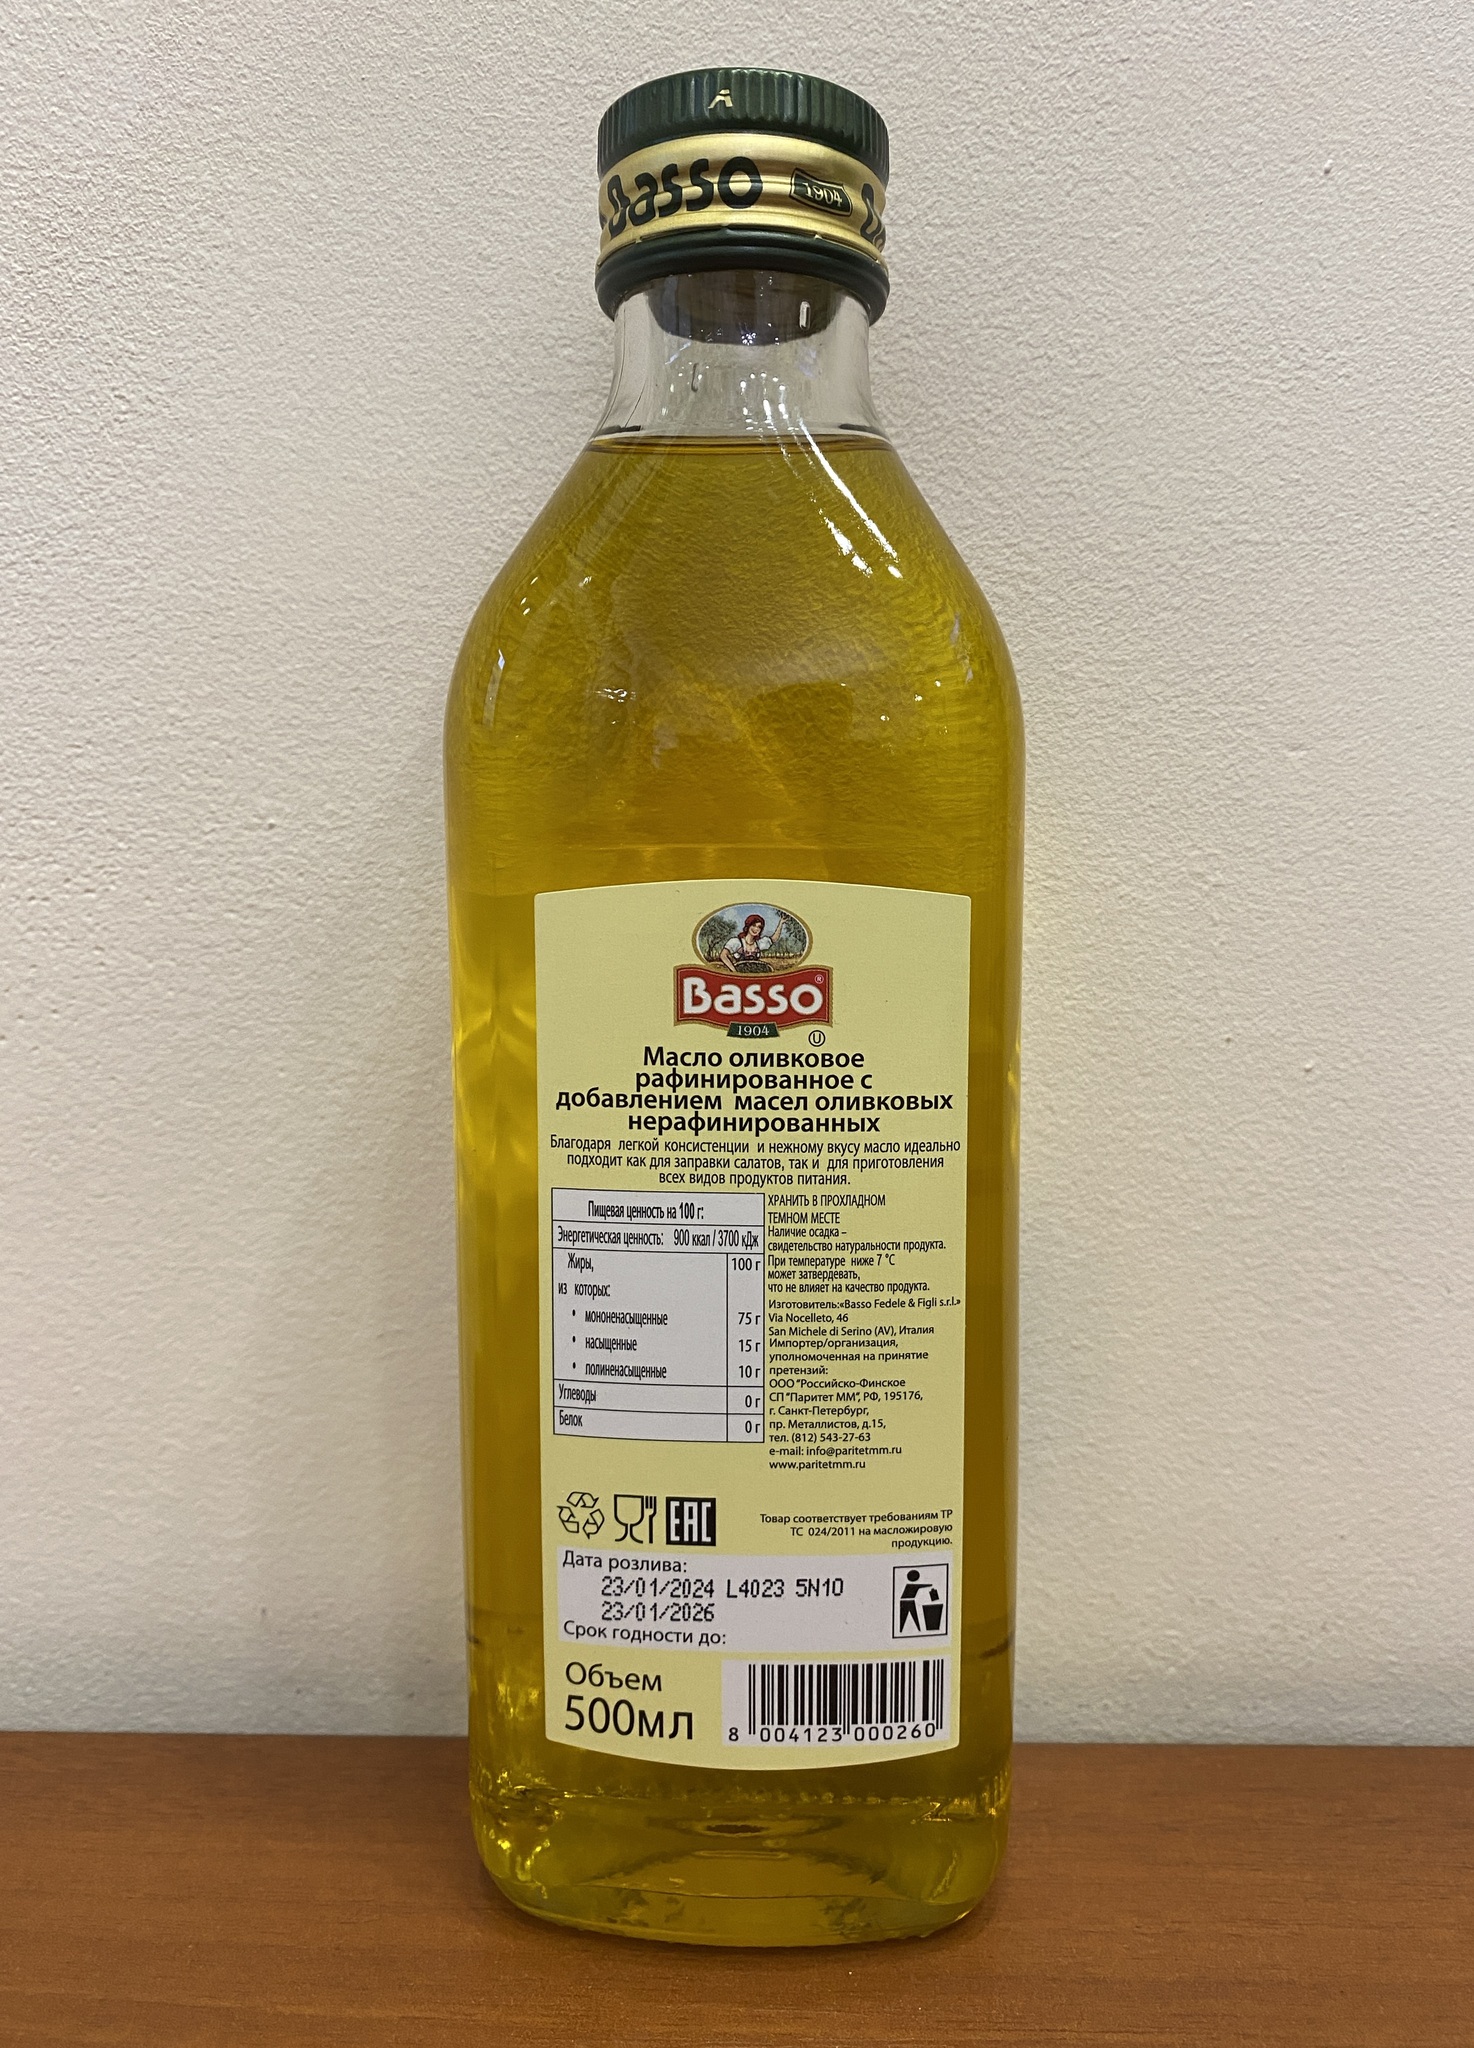 Basso 1904
Basso®
1904
U
Масло оливковое
рафинированное с
добавлением масел оливковых
нерафинированных
Благодаря легкой консистенции и нежному вкусу масло идеально
подходит как для заправки салатов, так и для приготовления
всех видов продуктов питания.
Пищевая ценность на 100 г:
Энергетическая ценность: 900 ккал / 3700 кДж
Жиры, 100 г
из которых:
• мононенасыщенные 75 г
• насыщенные 15 г
• полиненасыщенные 10 г
Углеводы 0 г
Белок 0 г
ХРАНИТЬ В ПРОХЛАДНОМ
ТЕМНОМ МЕСТЕ
Наличие осадка –
свидетельство натуральности продукта.
При температуре ниже 7 °C
может затвердевать,
что не влияет на качество продукта.
Изготовитель:«Basso Fedele & Figli s.r.l.»
Via Nocelleto, 46
San Michele di Serino (AV), Италия
Импортер/организация,
уполномоченная на принятие
претензий:
ООО "Российско-Финское
СП "Паритет ММ", РФ, 195176,
г. Санкт-Петербург,
пр. Металлистов, д.15,
тел. (812) 543-27-63
e-mail: info@paritetmm.ru
www.paritetmm.ru
EAC
Товар соответствует требованиям ТР
ТС 024/2011 на масложировую
продукцию.
Дата розлива:
23/01/2024 L4023 5N10
23/01/2026
Срок годности до:
Объем
500мл
8 004123 000260